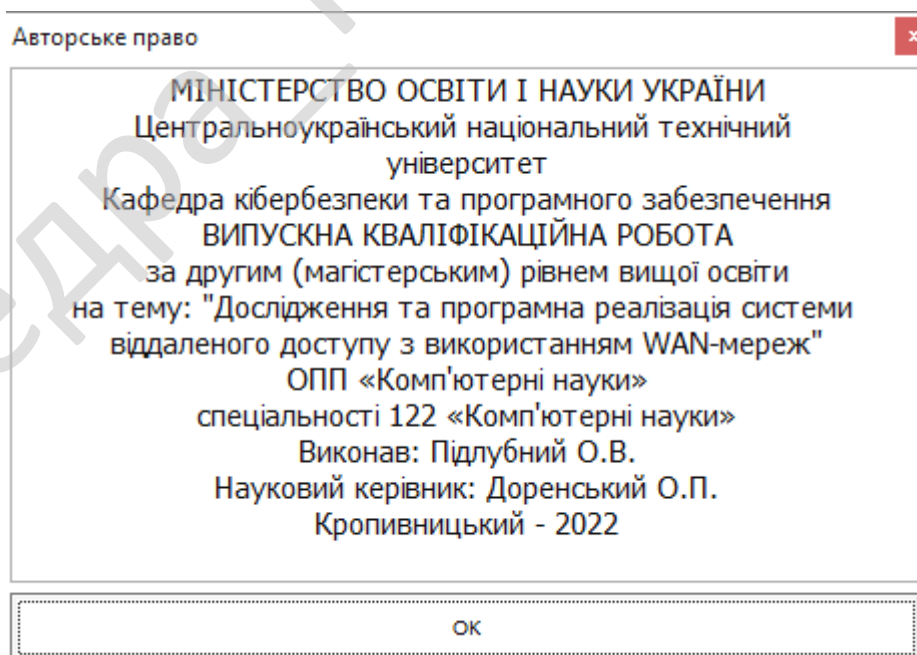 Авторське право
x
МІНІСТЕРСТВО ОСВІТИ І НАУКИ УКРАЇНИ
Центральноукраїнський національний технічний
університет
Кафедра кібербезпеки та програмного забезпечення
ВИПУСКНА КВАЛІФІКАЦІЙНА РОБОТА
за другим (магістерським) рівнем вищої освіти
на тему: "Дослідження та програмна реалізація системи
віддаленого доступу з використанням WAN-мереж"
ОПП «Комп'ютерні науки»
спеціальності 122 «Комп'ютерні науки»
Виконав: Підлубний О.В.
Науковий керівник: Доренський О.П.
Кропивницький - 2022
ОК